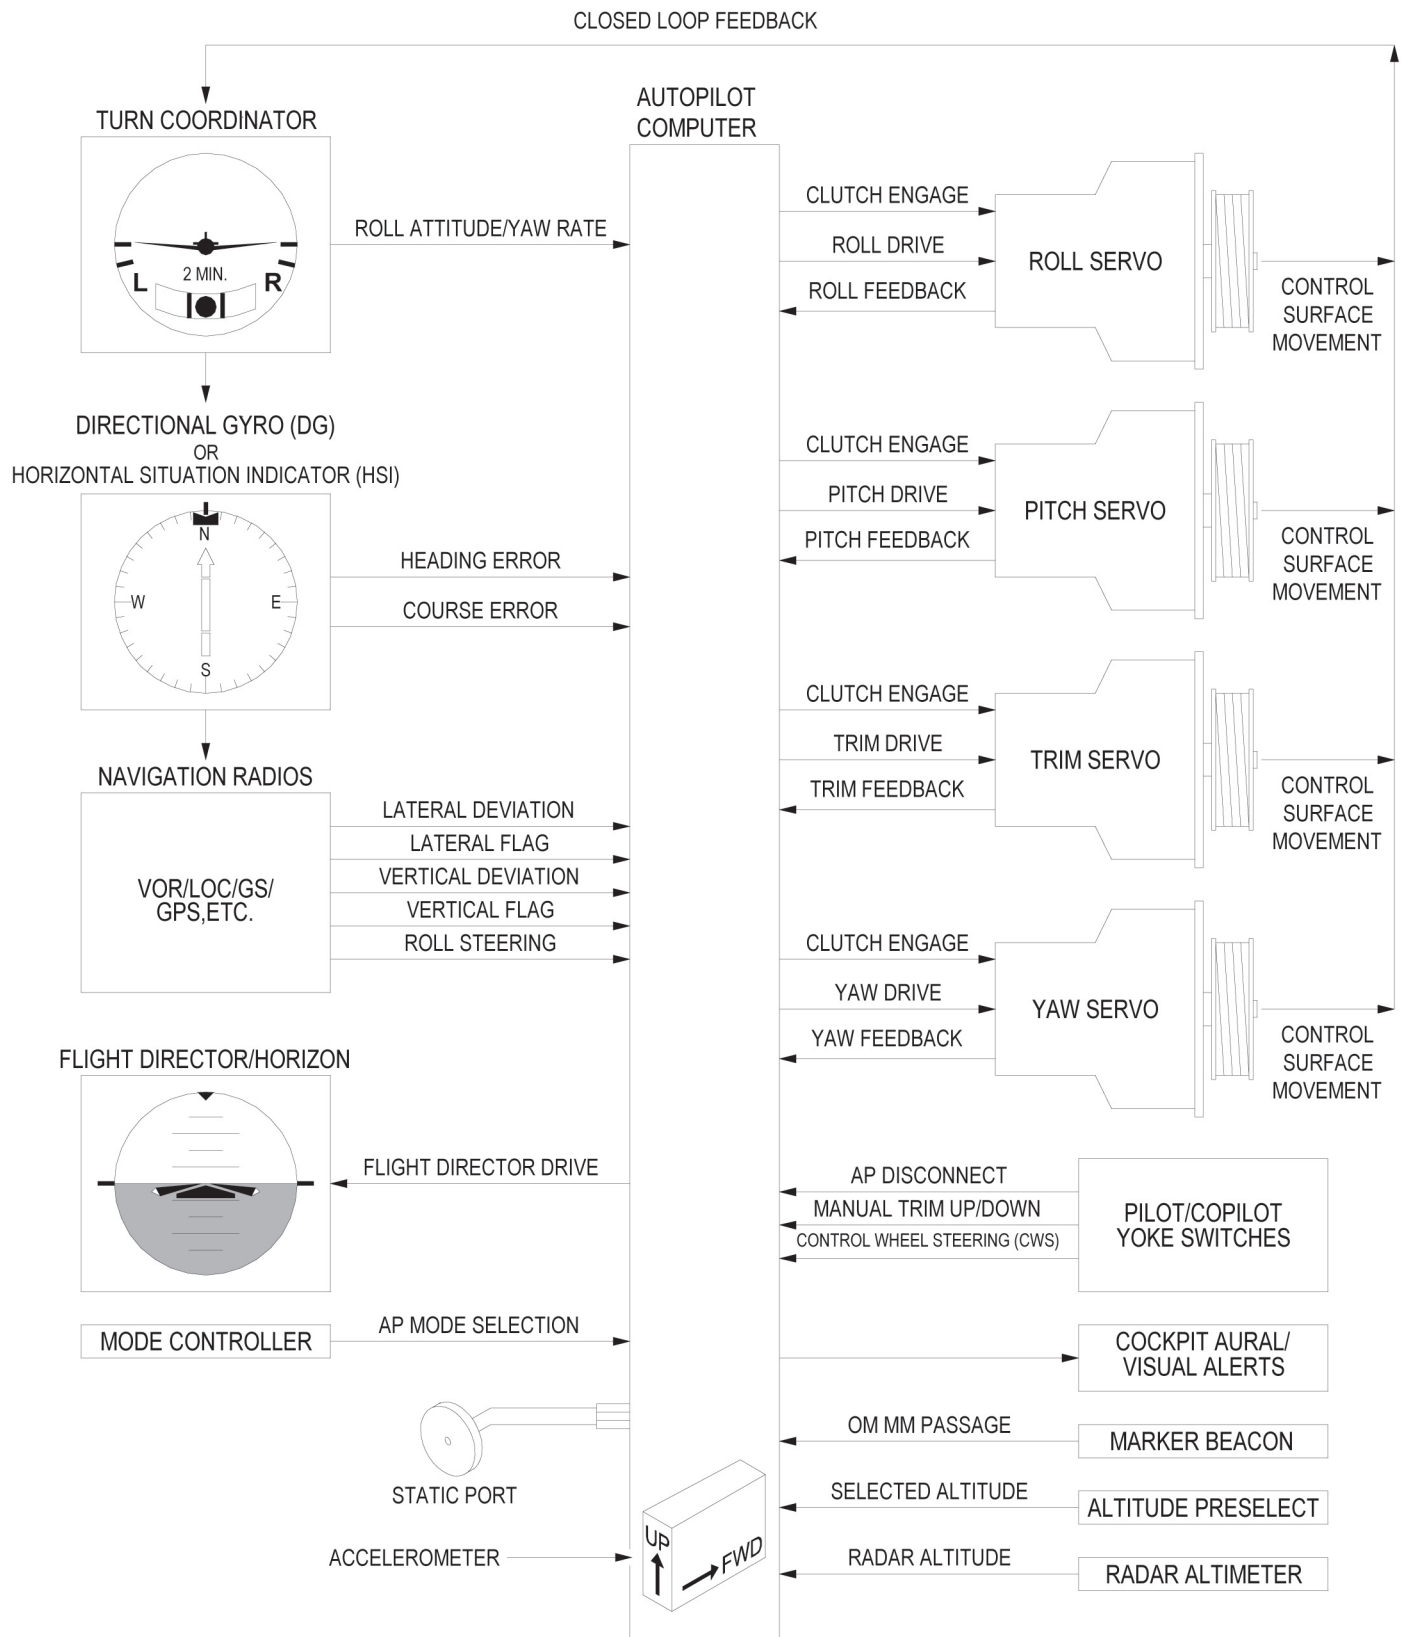 CLOSED LOOP FEEDBACK
TURN COORDINATOR
L
2 MIN.
R
ROLL ATTITUDE/YAW RATE
DIRECTIONAL GYRO (DG)
OR
HORIZONTAL SITUATION INDICATOR (HSI)
N
W
E
S
HEADING ERROR
COURSE ERROR
NAVIGATION RADIOS
VOR/LOC/GS/
GPS,ETC.
LATERAL DEVIATION
LATERAL FLAG
VERTICAL DEVIATION
VERTICAL FLAG
ROLL STEERING
FLIGHT DIRECTOR/HORIZON
FLIGHT DIRECTOR DRIVE
MODE CONTROLLER
AP MODE SELECTION
STATIC PORT
ACCELEROMETER
AUTOPILOT
COMPUTER
UP
FWD
CLUTCH ENGAGE
ROLL DRIVE
ROLL FEEDBACK
ROLL SERVO
CONTROL
SURFACE
MOVEMENT
CLUTCH ENGAGE
PITCH DRIVE
PITCH FEEDBACK
PITCH SERVO
CONTROL
SURFACE
MOVEMENT
CLUTCH ENGAGE
TRIM DRIVE
TRIM FEEDBACK
TRIM SERVO
CONTROL
SURFACE
MOVEMENT
CLUTCH ENGAGE
YAW DRIVE
YAW FEEDBACK
YAW SERVO
CONTROL
SURFACE
MOVEMENT
AP DISCONNECT
MANUAL TRIM UP/DOWN
CONTROL WHEEL STEERING (CWS)
PILOT/COPILOT
YOKE SWITCHES
COCKPIT AURAL/
VISUAL ALERTS
OM MM PASSAGE
MARKER BEACON
SELECTED ALTITUDE
ALTITUDE PRESELECT
RADAR ALTITUDE
RADAR ALTIMETER